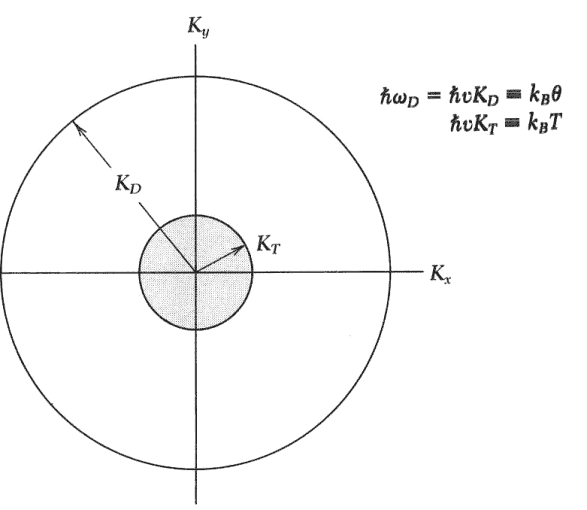 K_y
ℏω_D = ℏvK_D ≡ k_Bθ
ℏvK_T ≡ k_BT
K_D
K_T
K_x